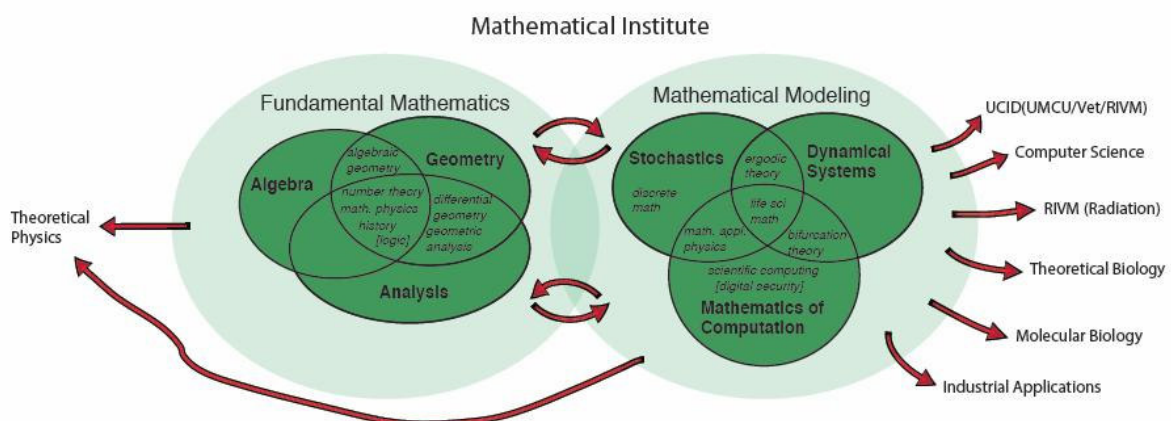 Mathematical Institute
Fundamental Mathematics
Algebra
algebraic
geometry
Geometry
number theory
math. physics
history
[logic]
differential
geometry
geometric
analysis
Analysis
Mathematical Modeling
Stochastics
discrete
math
ergodic
theory
Dynamical
Systems
life sci
math
math. appl.
physics
bifurcation
theory
scientific computing
[digital security]
Mathematics of
Computation
Theoretical
Physics
UCID(UMCU/Vet/RIVM)
Computer Science
RIVM (Radiation)
Theoretical Biology
Molecular Biology
Industrial Applications